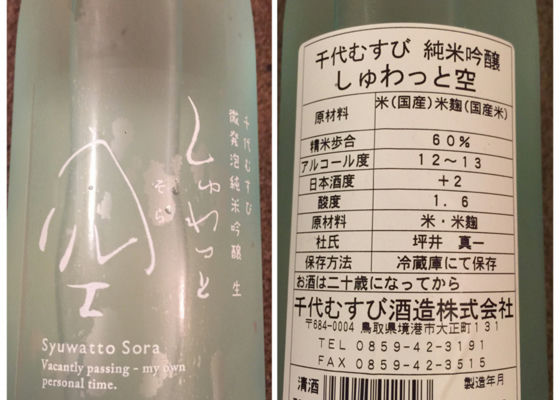 千代むすび
微発泡純米吟醸 生
しゅわっと
そら
空
Syuwatto Sora
Vacantly passing - my own
personal time.
千代むすび 純米吟醸
しゅわっと空
原材料 米(国産)米麹(国産米)
精米歩合 60%
アルコール度 12〜13
日本酒度 +2
酸度 1.6
原材料 米・米麹
杜氏 坪井 真一
保存方法 冷蔵庫にて保存
お酒は二十歳になってから
千代むすび酒造株式会社
〒684-0004 鳥取県境港市大正町131
TEL 0859-42-3191
FAX 0859-42-3515
清酒 製造年月